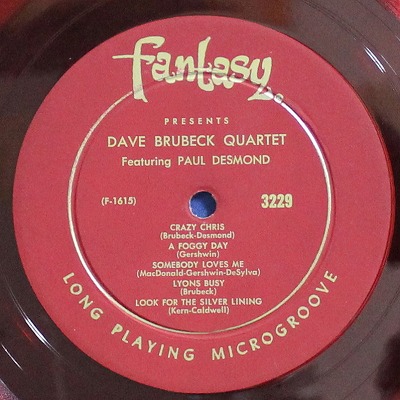 fantasy
PRESENTS
DAVE BRUBECK QUARTET
Featuring PAUL DESMOND
(F-1615) 3229
CRAZY CHRIS
(Brubeck-Desmond)
A FOGGY DAY
(Gershwin)
SOMEBODY LOVES ME
(MacDonald-Gershwin-DeSylva)
LYONS BUSY
(Brubeck)
LOOK FOR THE SILVER LINING
(Kern-Caldwell)
LONG PLAYING MICROGROOVE